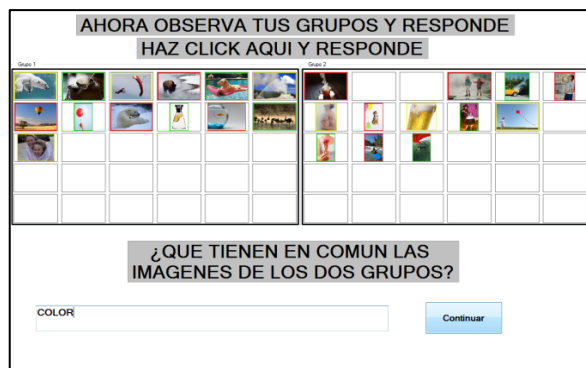 AHORA OBSERVA TUS GRUPOS Y RESPONDE
HAZ CLICK AQUI Y RESPONDE
Grupo 1
Grupo 2
¿QUE TIENEN EN COMUN LAS
IMAGENES DE LOS DOS GRUPOS?
COLOR
Continuar